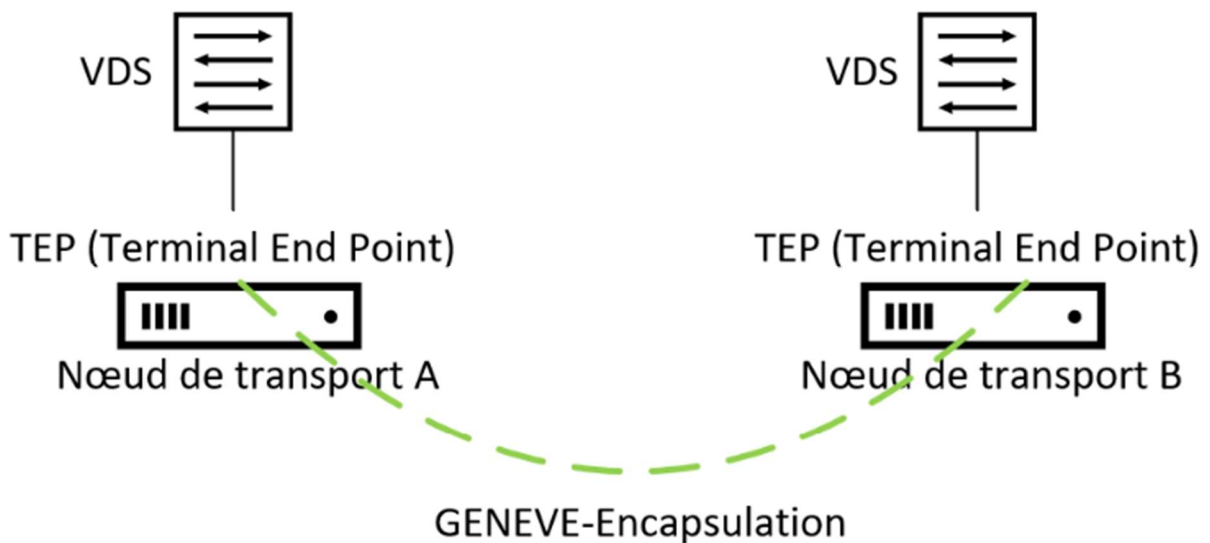 VDS
VDS
TEP (Terminal End Point)
TEP (Terminal End Point)
Nœud de transport A
Nœud de transport B
GENEVE-Encapsulation